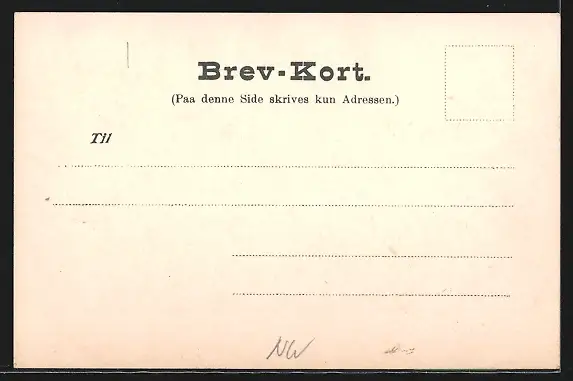 Brev-Kort.
(Paa denne Side skrives kun Adressen.)
Til
NW